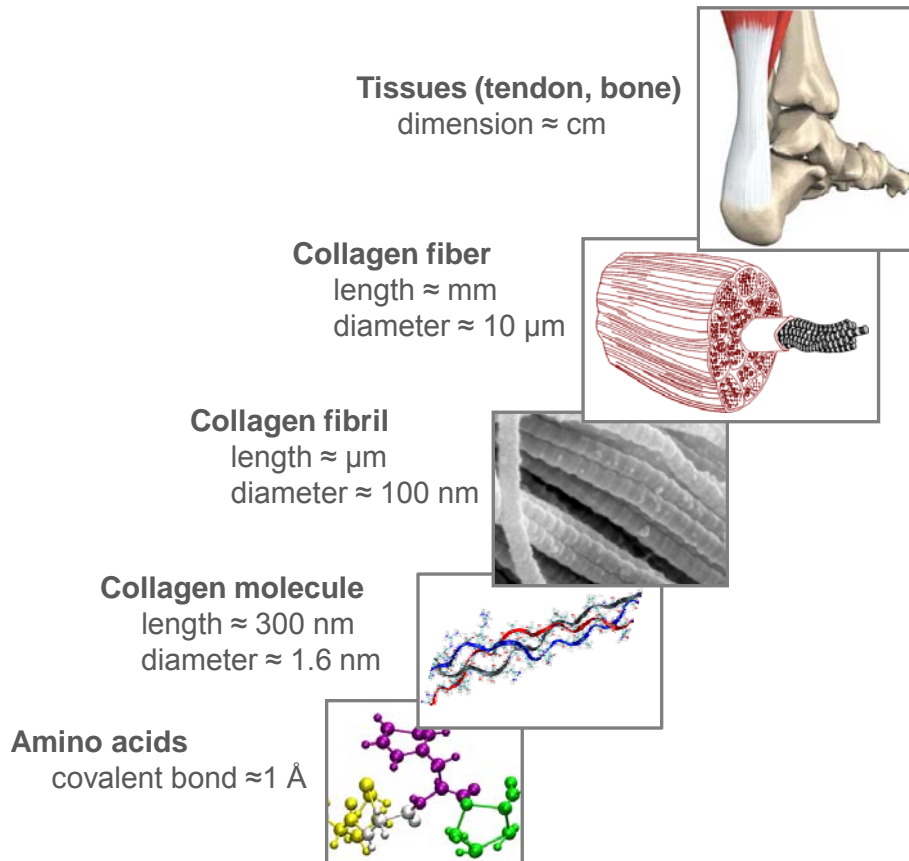 Tissues (tendon, bone)
dimension ≈ cm
Collagen fiber
length ≈ mm
diameter ≈ 10 µm
Collagen fibril
length ≈ µm
diameter ≈ 100 nm
Collagen molecule
length ≈ 300 nm
diameter ≈ 1.6 nm
Amino acids
covalent bond ≈1 Å